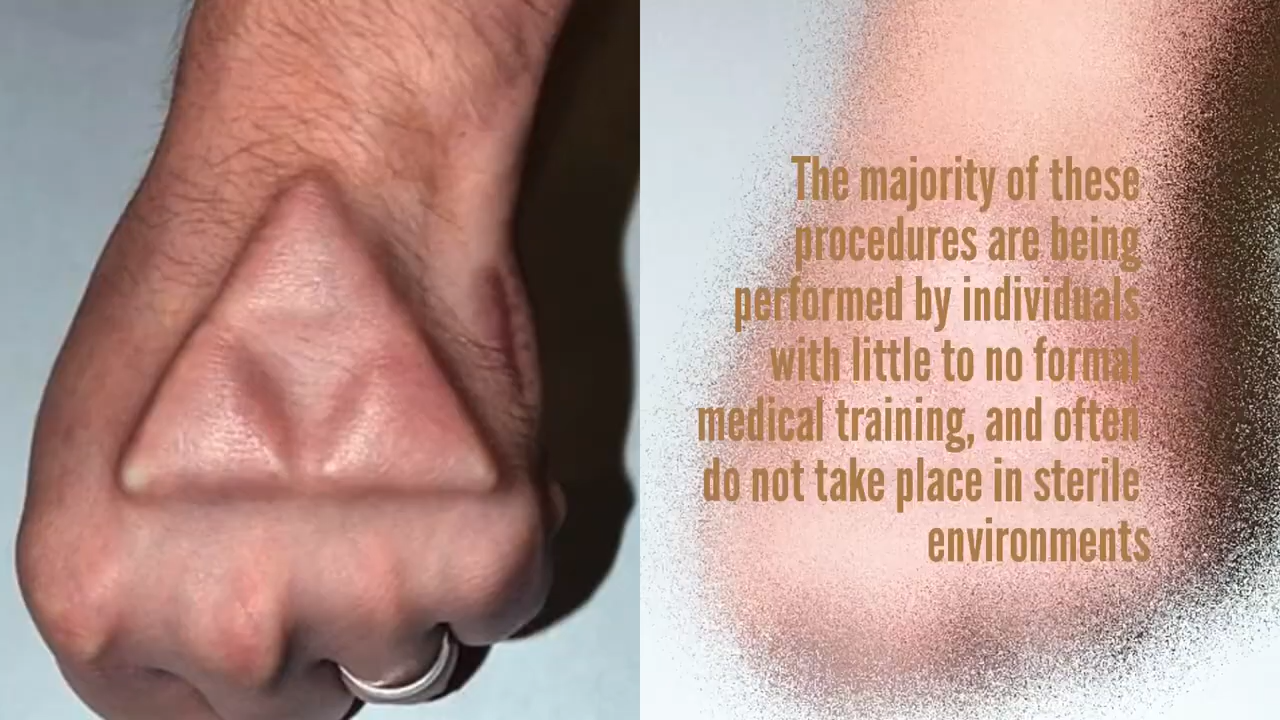 The majority of these
procedures are being
performed by individuals
with little to no formal
medical training, and often
do not take place in sterile
environments